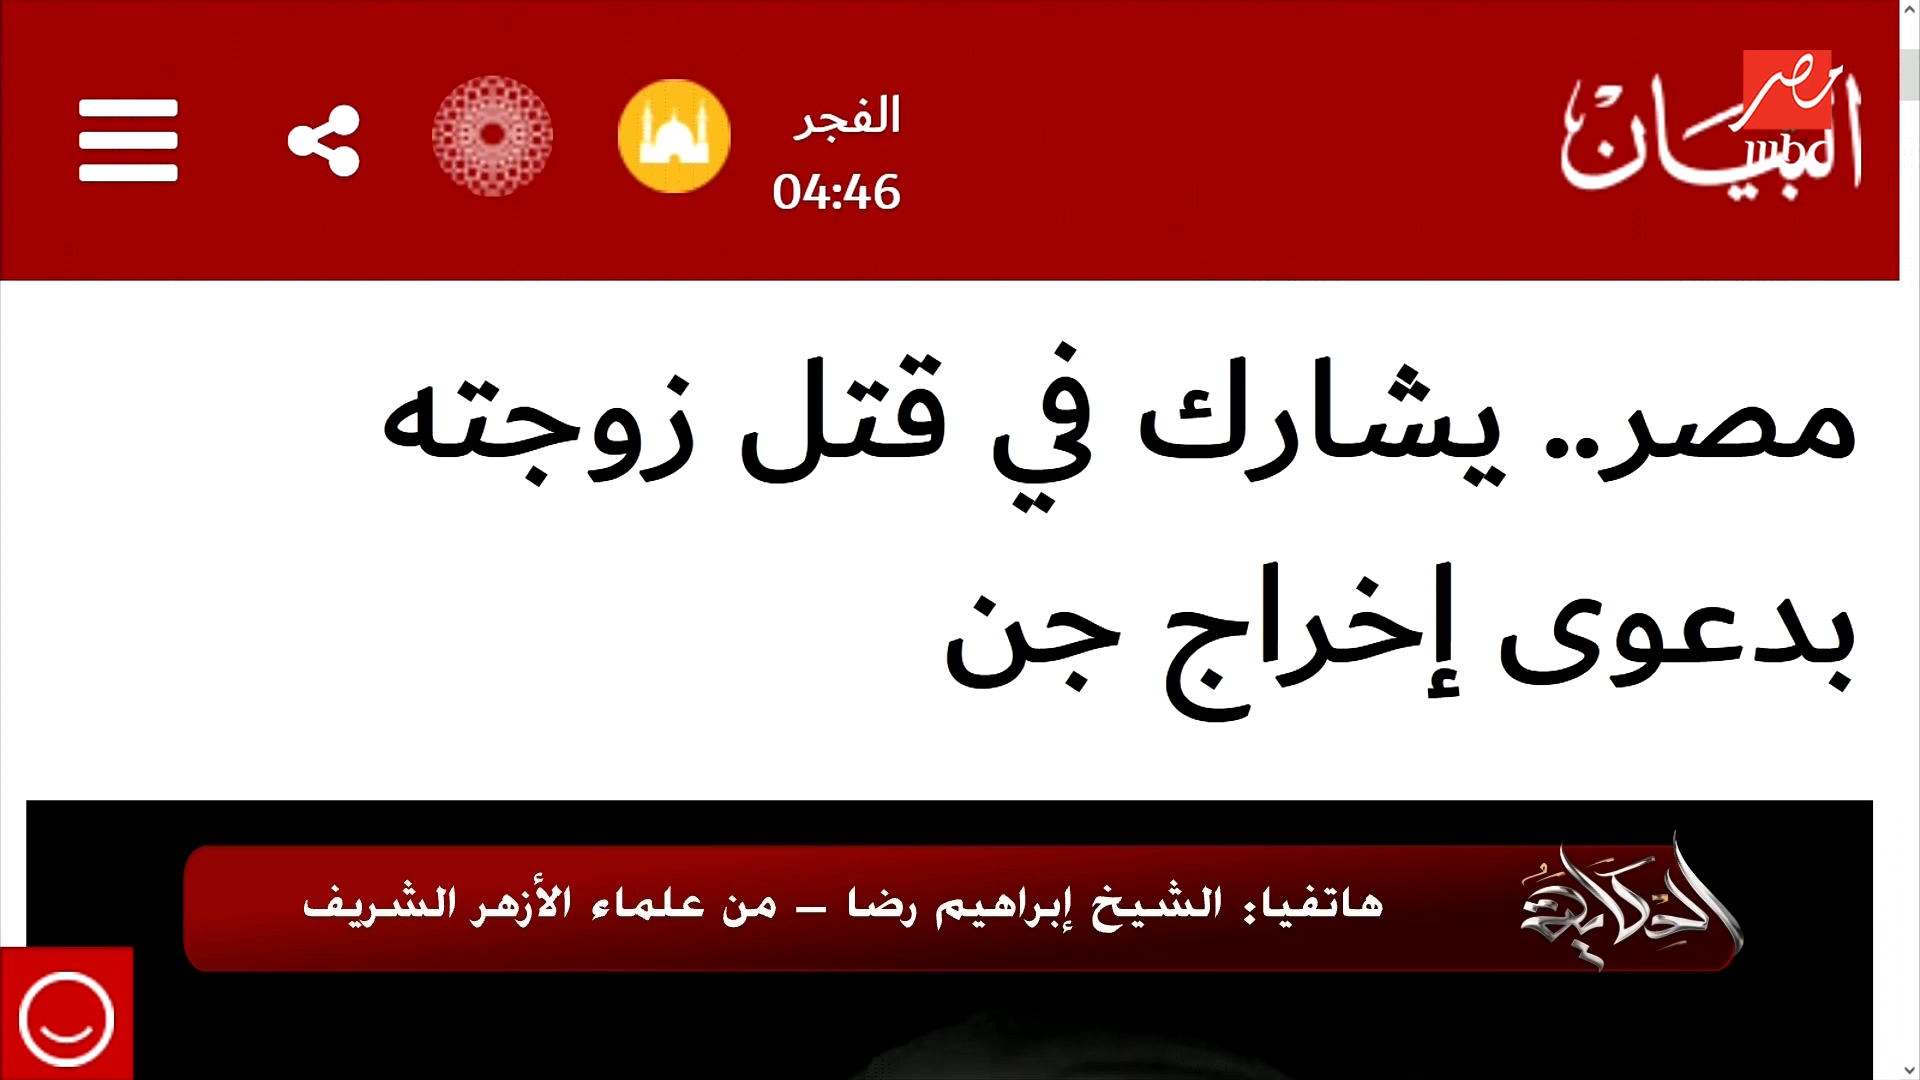 البيان
مصر
mbc
الفجر
04:46
مصر.. يشارك في قتل زوجته
بدعوى إخراج جن
الحكاية
هاتفيا: الشيخ إبراهيم رضا – من علماء الأزهر الشريف